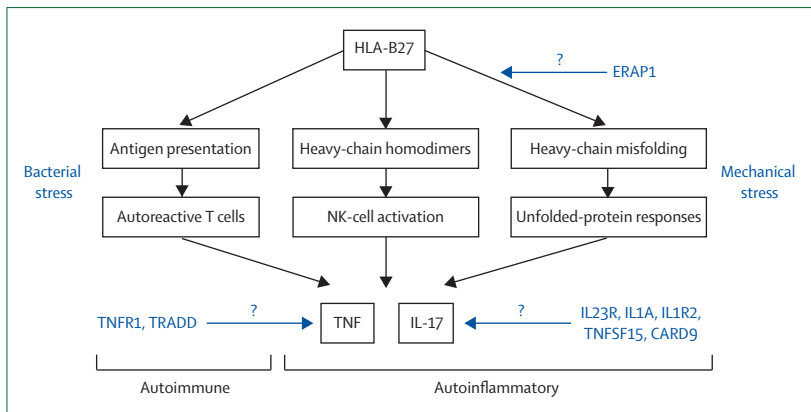 HLA-B27
?
ERAP1
Antigen presentation
Heavy-chain homodimers
Heavy-chain misfolding
Bacterial
stress
Mechanical
stress
Autoreactive T cells
NK-cell activation
Unfolded-protein responses
TNFR1, TRADD
?
TNF
IL-17
?
IL23R, IL1A, IL1R2,
TNFSF15, CARD9
Autoimmune
Autoinflammatory